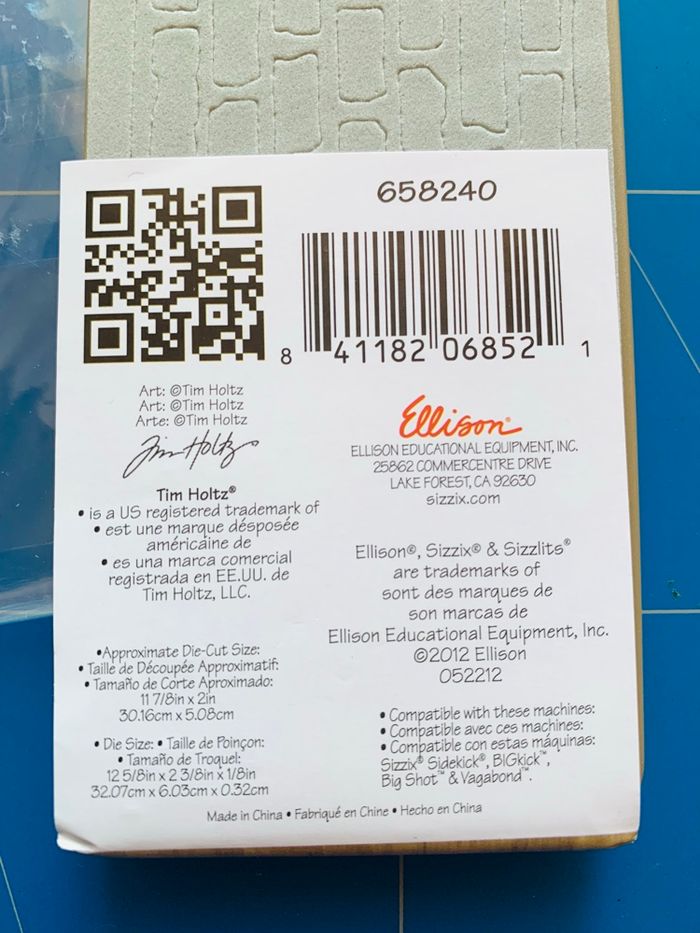 658240
8 41182 06852 1
Art: ©Tim Holtz
Art: ©Tim Holtz
Arte: ©Tim Holtz
Tim Holtz
Tim Holtz®
• is a US registered trademark of
• est une marque désposée
américaine de
• es una marca comercial
registrada en EE.UU. de
Tim Holtz, LLC.
•Approximate Die-Cut Size:
• Taille de Découpée Approximatif:
• Tamaño de Corte Aproximado:
11 7/8in x 2in
30.16cm x 5.08cm
• Die Size: • Taille de Poinçon:
• Tamaño de Troquel:
12 5/8in x 2 3/8in x 1/8in
32.07cm x 6.03cm x 0.32cm
Ellison®
ELLISON EDUCATIONAL EQUIPMENT, INC.
25862 COMMERCENTRE DRIVE
LAKE FOREST, CA 92630
sizzix.com
Ellison®, Sizzix® & Sizzlits®
are trademarks of
sont des marques de
son marcas de
Ellison Educational Equipment, Inc.
©2012 Ellison
052212
• Compatible with these machines:
• Compatible avec ces machines:
• Compatible con estas máquinas:
Sizzix® Sidekick®, BIGkick™,
Big Shot™ & Vagabond™.
Made in China • Fabriqué en Chine • Hecho en China